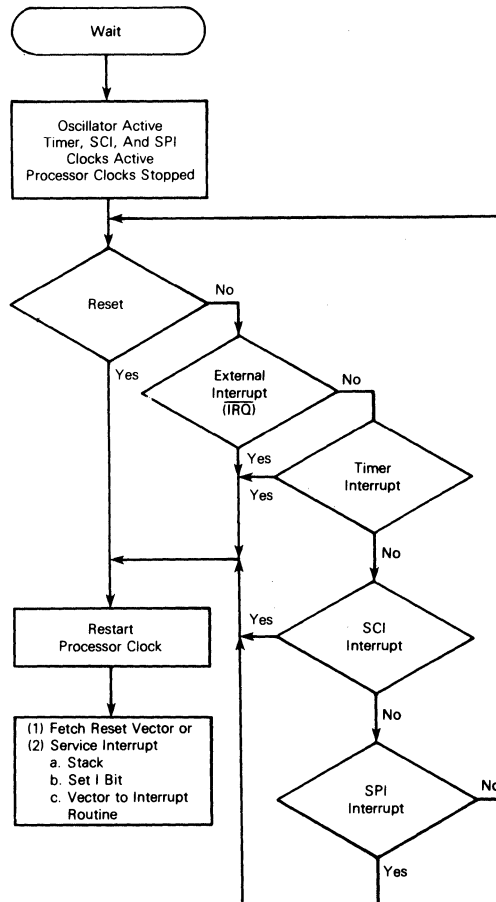 Wait
Oscillator Active
Timer, SCI, And SPI
Clocks Active
Processor Clocks Stopped
Reset
No
Yes
External
Interrupt
(IRQ)
No
Yes
Timer
Interrupt
Yes
No
SCI
Interrupt
Yes
No
Restart
Processor Clock
(1) Fetch Reset Vector or
(2) Service Interrupt
a. Stack
b. Set I Bit
c. Vector to Interrupt
Routine
SPI
Interrupt
No
Yes